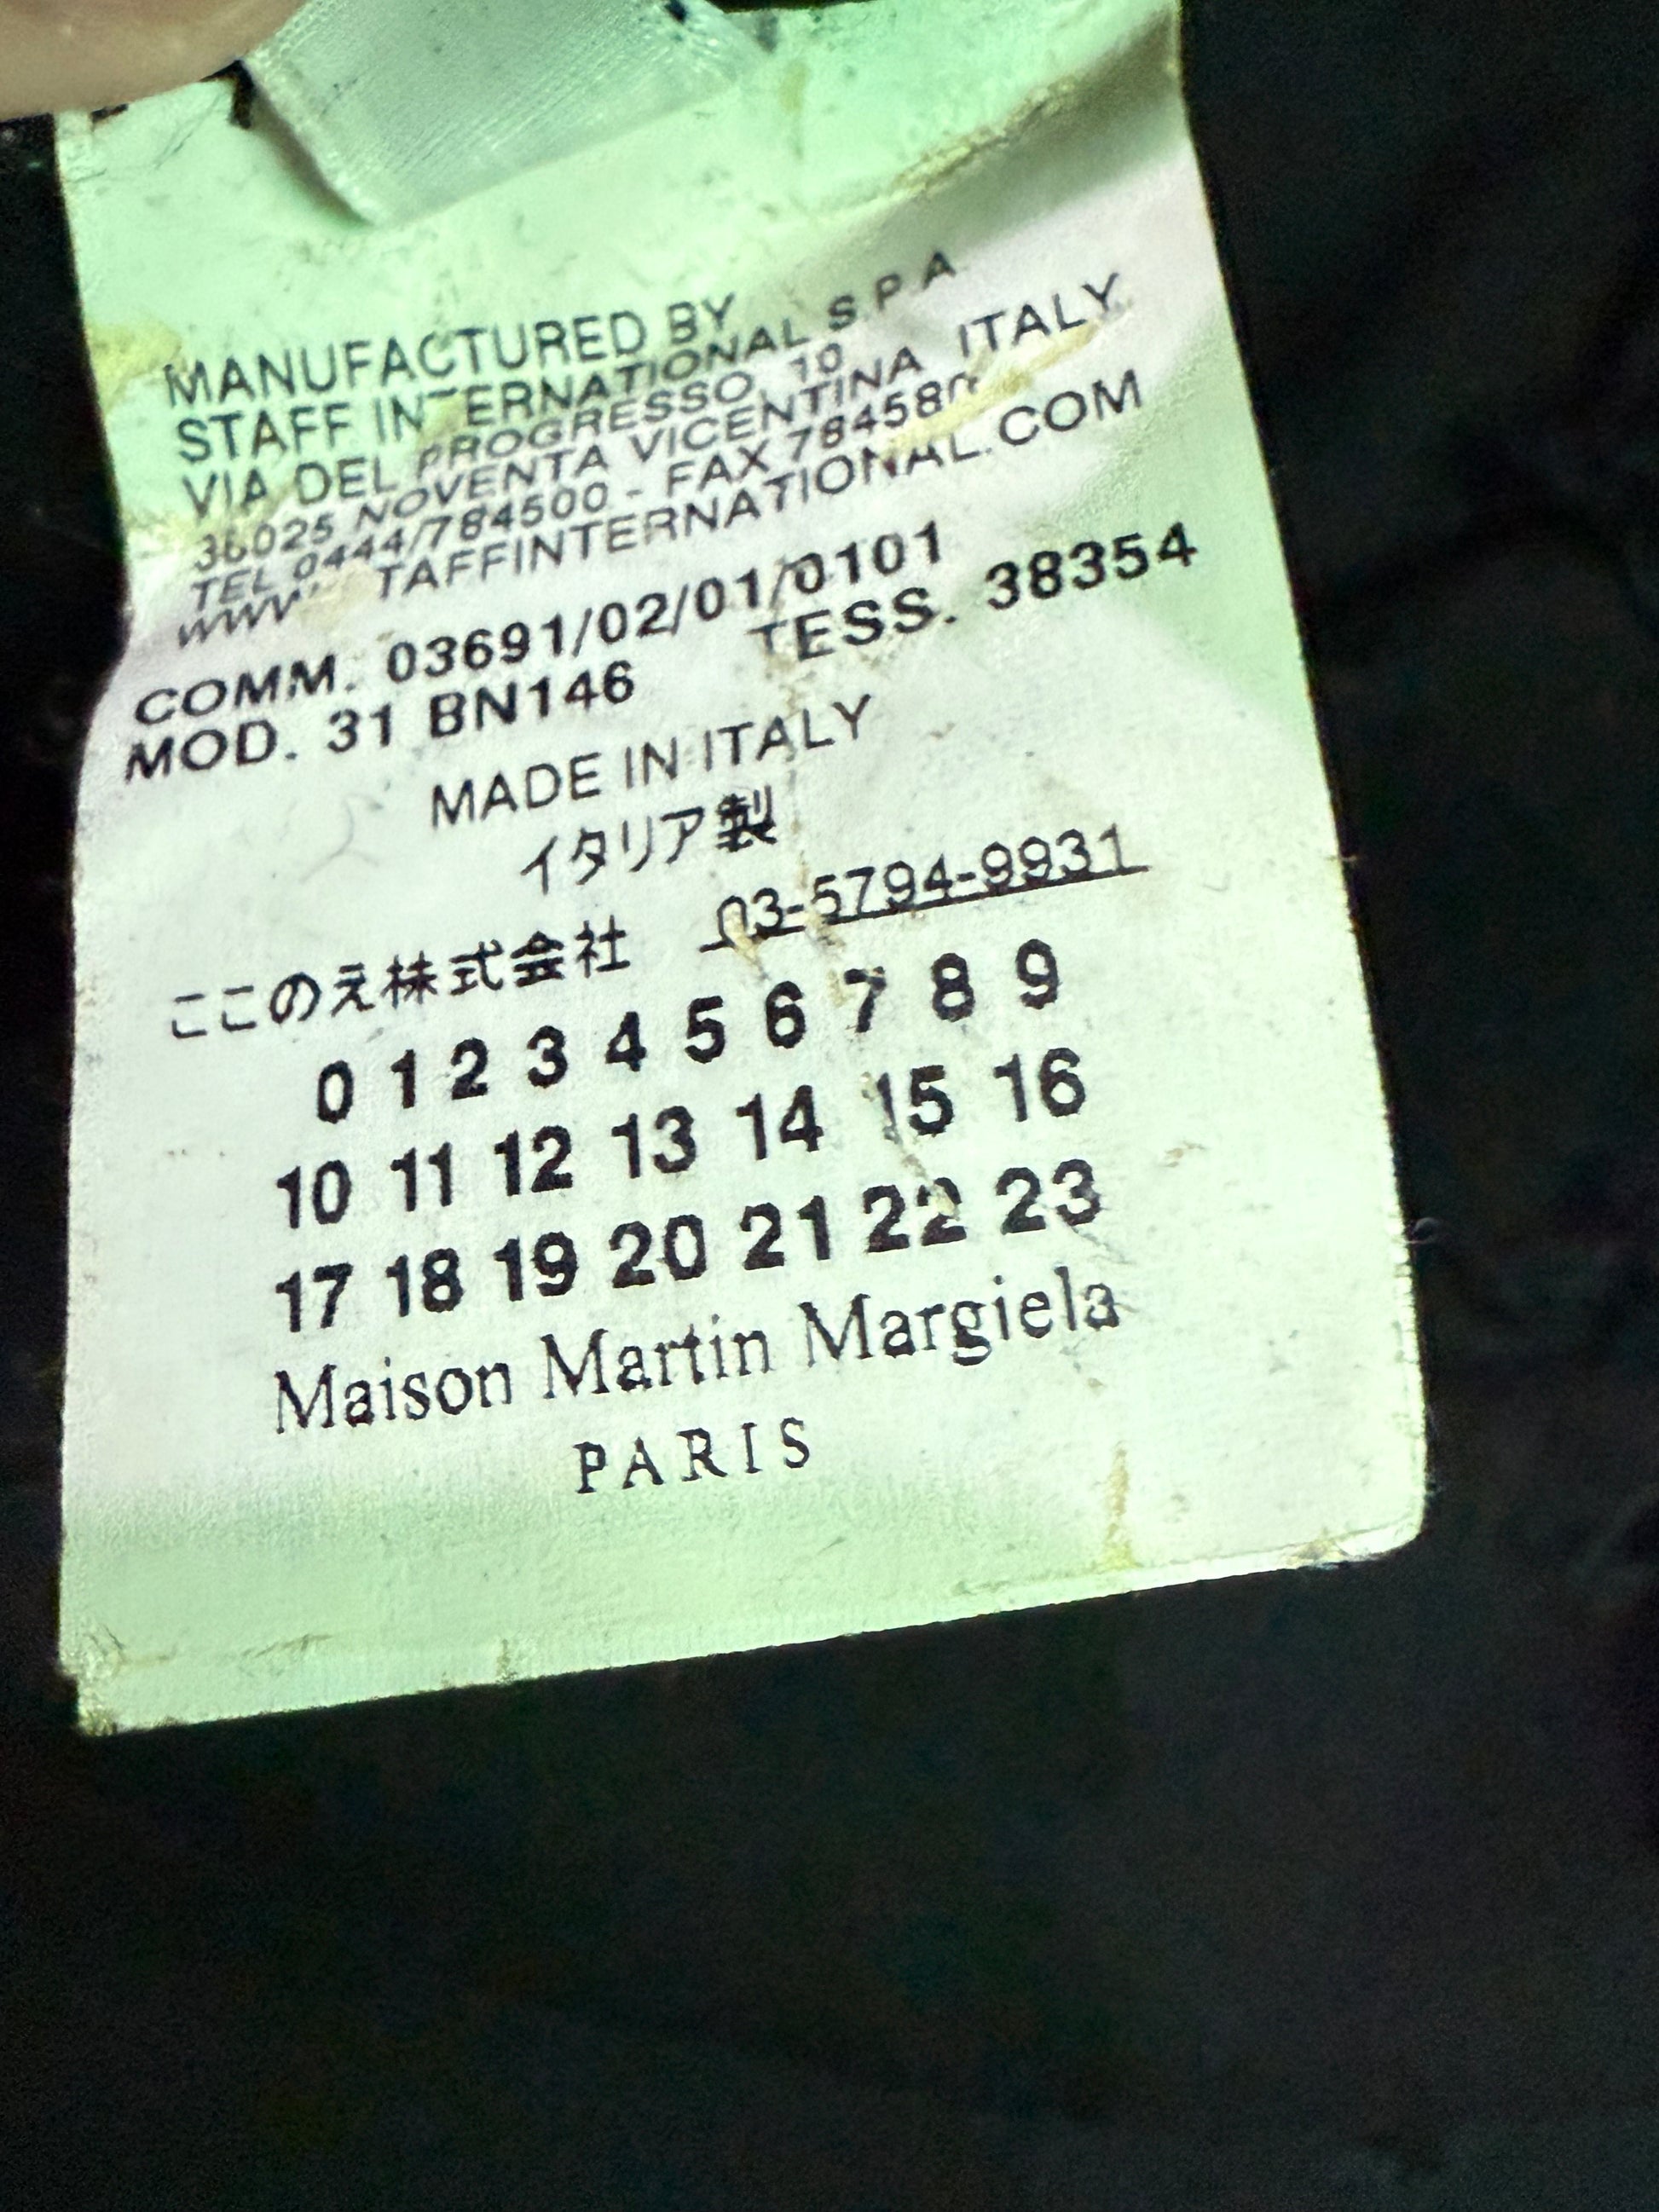 MANUFACTURED BY
STAFF INTERNATIONAL S.P.A
VIA DEL PROGRESSO, 10
36025 NOVENTA VICENTINA ITALY
TEL 0444/784500 - FAX
TAFFINTERNATIONAL.COM
COMM. 03691/02/01/0101
MOD. 31 BN146 TESS. 38354
MADE IN ITALY
イタリア製
ここのえ株式会社 03-5794-9931
0 1 2 3 4 5 6 7 8 9
10 11 12 13 14 15 16
17 18 19 20 21 22 23
Maison Martin Margiela
PARIS